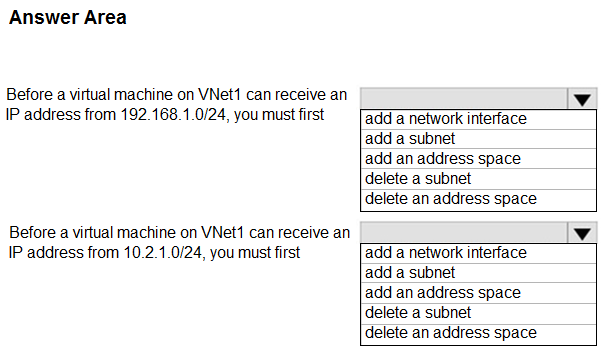 Answer Area
Before a virtual machine on VNet1 can receive an
IP address from 192.168.1.0/24, you must first
add a network interface
add a subnet
add an address space
delete a subnet
delete an address space
Before a virtual machine on VNet1 can receive an
IP address from 10.2.1.0/24, you must first
add a network interface
add a subnet
add an address space
delete a subnet
delete an address space